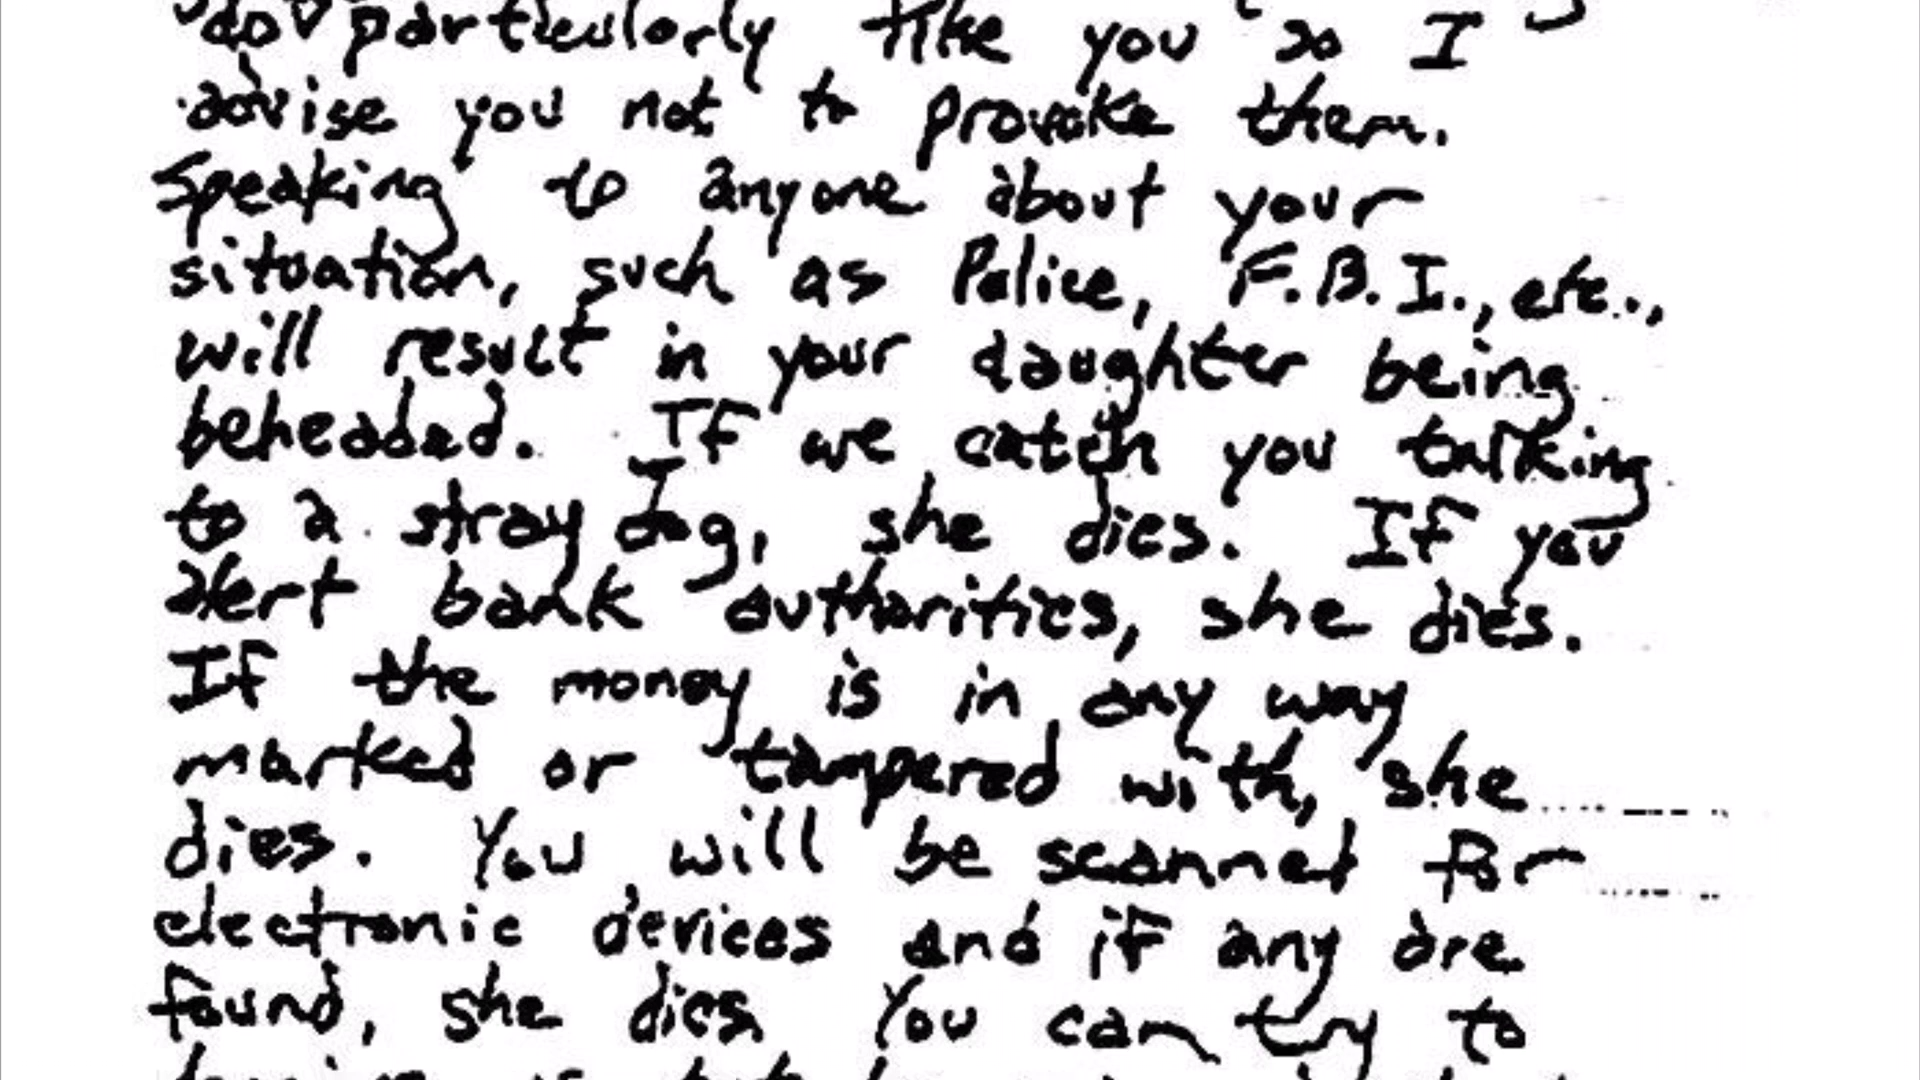 do particularly like you so I
advise you not to provoke them.
Speaking to anyone about your
situation, such as Police, F.B.I., etc.,
will result in your daughter being
beheaded. If we catch you talking
to a stray dog, she dies. If you
alert bank authorities, she dies.
If the money is in any way
marked or tampered with, she
dies. You will be scanned for
electronic devices and if any are
found, she dies. You can try to